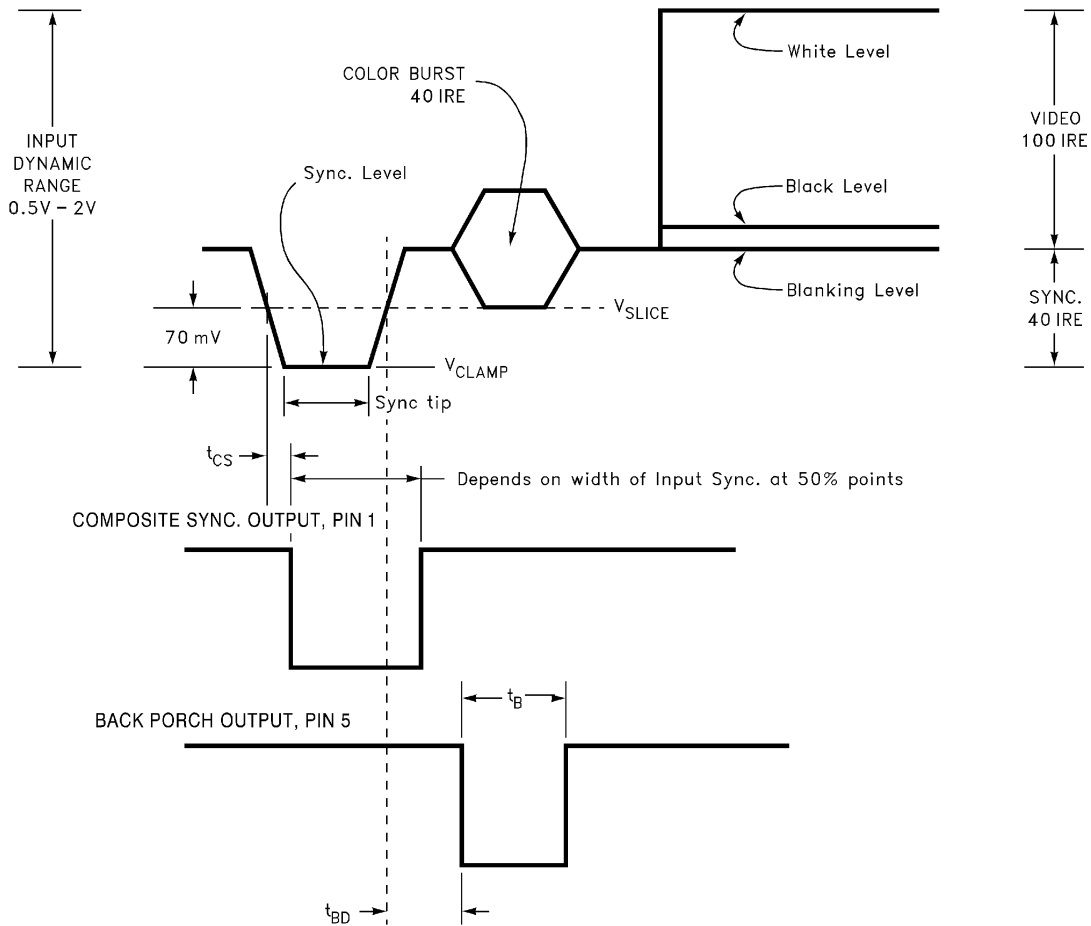 White Level
COLOR BURST
40 IRE
INPUT
DYNAMIC
RANGE
0.5V – 2V
VIDEO
100 IRE
Sync. Level
Black Level
VSLICE
Blanking Level
SYNC.
40 IRE
70 mV
VCLAMP
Sync tip
tCS
Depends on width of Input Sync. at 50% points
COMPOSITE SYNC. OUTPUT, PIN 1
tB
BACK PORCH OUTPUT, PIN 5
tBD